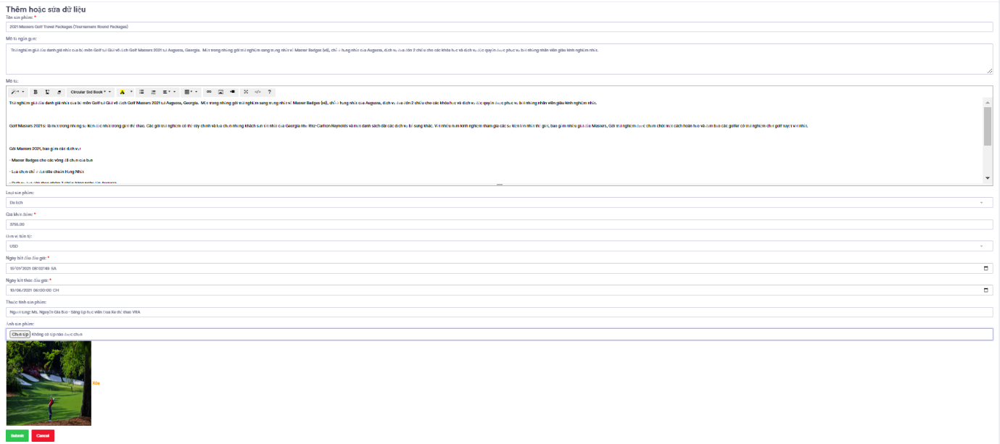 Thêm hoặc sửa dữ liệu
Tên sản phẩm: *
2021 Masters Golf Travel Packages (Tournament Round Packages)
Mô tả ngắn gọn:
Trải nghiệm giải đấu danh giá nhất của bộ môn Golf tại Giải vô địch Golf Masters 2021 tại Augusta, Georgia. Một trong những gói trải nghiệm sang trọng nhất về Master Badges (vé), chỗ ở hạng nhất của Augusta, dịch vụ đưa đón 2 chiều cho các khóa học và dịch vụ độc quyền được phục vụ bởi những nhân viên giàu kinh nghiệm nhất.
Mô tả:
B U Circular Std Book
A </> ?
Trải nghiệm giải đấu danh giá nhất của bộ môn Golf tại Giải vô địch Golf Masters 2021 tại Augusta, Georgia. Một trong những gói trải nghiệm sang trọng nhất về Master Badges (vé), chỗ ở hạng nhất của Augusta, dịch vụ đưa đón 2 chiều cho các khóa học và dịch vụ độc quyền được phục vụ bởi những nhân viên giàu kinh nghiệm nhất.
Golf Masters 2021 sẽ là một trong những sự kiện độc nhất trong giới thể thao. Các gói trải nghiệm có thể tùy chỉnh và lựa chọn những khách sạn tốt nhất của Georgia như Ritz-Carlton Reynolds và một danh sách dài các dịch vụ bổ sung khác. Với nhiều năm kinh nghiệm tham gia các sự kiện lớn nhất thế giới, bao gồm nhiều giải đấu Masters, Gói trải nghiệm được chăm chút một cách hoàn hảo và đảm bảo các golfer có trải nghiệm chơi golf tuyệt vời nhất.
Gói Masters 2021, bao gồm các dịch vụ:
- Master Badges cho các vòng đã chọn của bạn
- Lựa chọn chỗ ở đạt tiêu chuẩn Hạng Nhất
Loại sản phẩm:
Du lịch
Giá khởi điểm: *
3755.00
Đơn vị tiền tệ:
USD
Ngày bắt đầu đấu giá: *
15/01/2021 08:02:49 SA
Ngày kết thúc đấu giá: *
10/06/2021 06:00:00 CH
Thuộc tính sản phẩm:
Người tặng: Ms. Nguyễn Gia Bảo - Sáng lập học viện Đua Xe thể thao VRA
Ảnh sản phẩm:
Chọn tệp Không có tệp nào được chọn
Xóa
Submit Cancel